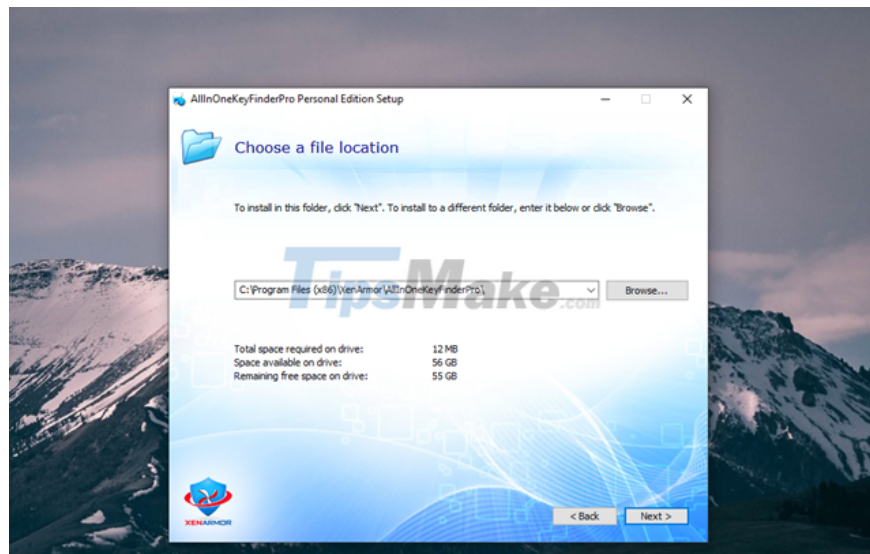 AllInOneKeyFinderPro Personal Edition Setup
Choose a file location
To install in this folder, click "Next". To install to a different folder, enter it below or click "Browse".
TipsMake.com
C:\Program Files (x86)\XenArmor\AllInOneKeyFinderPro\
Browse...
Total space required on drive: 12 MB
Space available on drive: 56 GB
Remaining free space on drive: 55 GB
XENARMOR
< Back
Next >